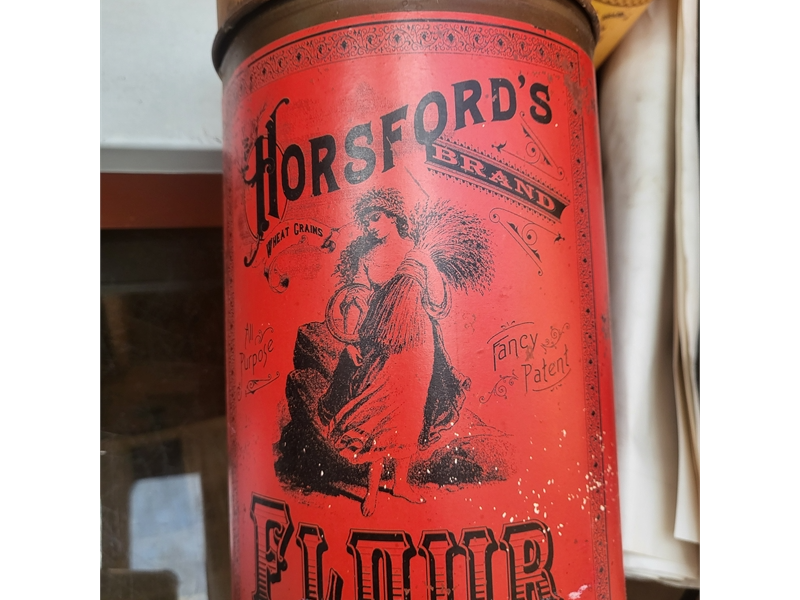 HORSFORD'S
BRAND
WHEAT GRAINS
All
Purpose
Fancy
Patent
FLOUR